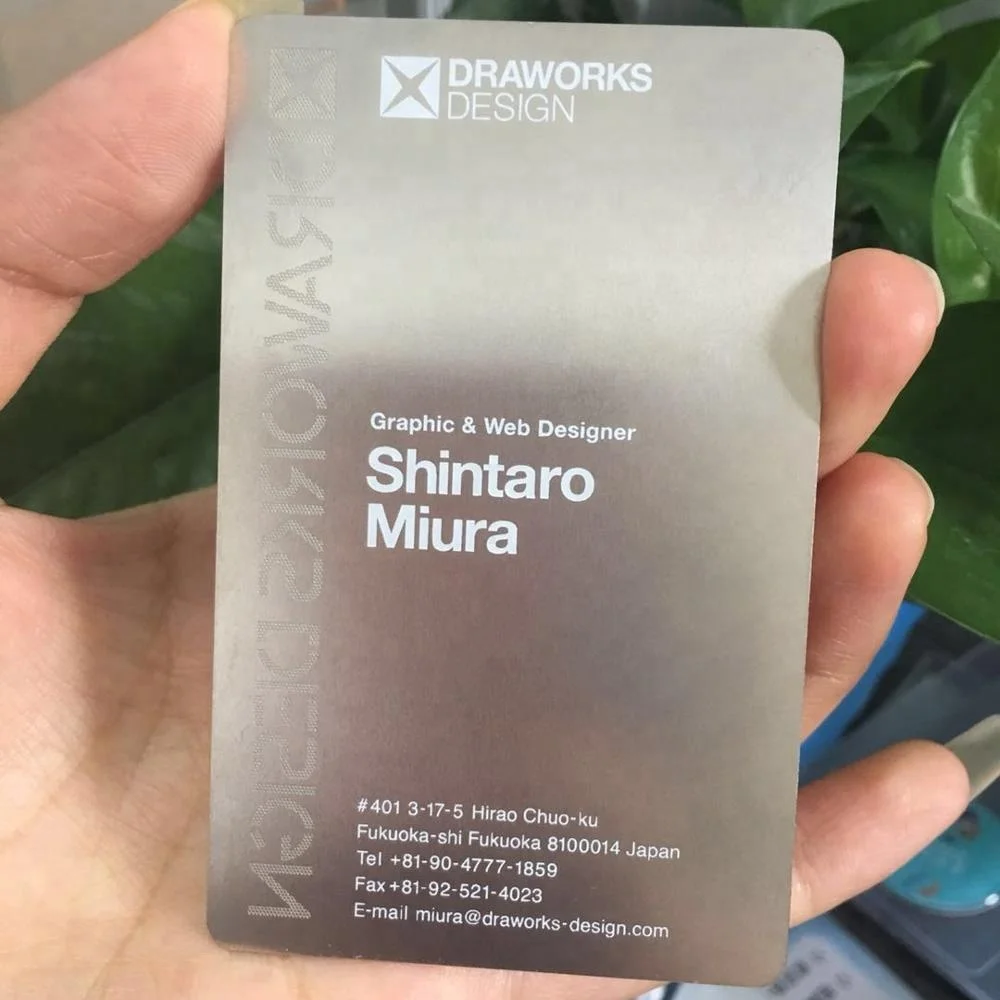 DRAWORKS
DESIGN
DRAWORKS DESIGN
Graphic & Web Designer
Shintaro
Miura
#401 3-17-5 Hirao Chuo-ku
Fukuoka-shi Fukuoka 8100014 Japan
Tel +81-90-4777-1859
Fax +81-92-521-4023
E-mail miura@draworks-design.com